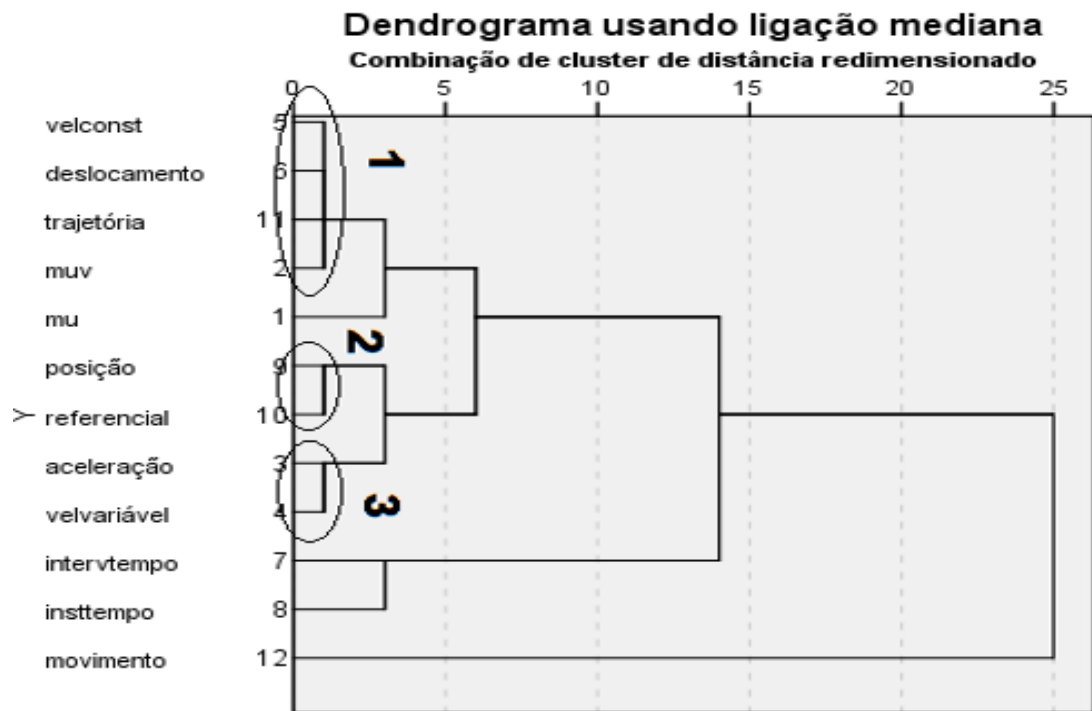 Dendrograma usando ligação mediana
Combinação de cluster de distância redimensionado
0 5 10 15 20 25
velconst 5
deslocamento 6
trajetória 11
muv 2
mu 1
posição 9
referencial 10
aceleração 3
velvariável 4
intervtempo 7
insttempo 8
movimento 12
Y
1
2
3